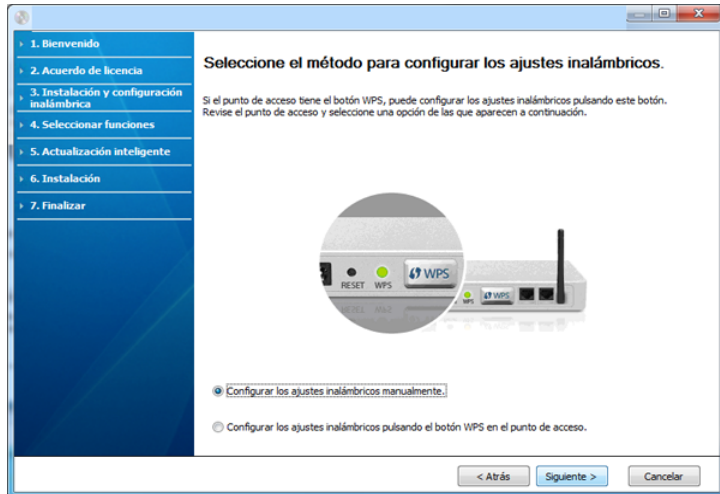 1. Bienvenido
2. Acuerdo de licencia
3. Instalación y configuración
inalámbrica
4. Seleccionar funciones
5. Actualización inteligente
6. Instalación
7. Finalizar
Seleccione el método para configurar los ajustes inalámbricos.
Si el punto de acceso tiene el botón WPS, puede configurar los ajustes inalámbricos pulsando este botón.
Revise el punto de acceso y seleccione una opción de las que aparecen a continuación.
WPS
RESET WPS
WPS WPS
Configurar los ajustes inalámbricos manualmente.
Configurar los ajustes inalámbricos pulsando el botón WPS en el punto de acceso.
< Atrás Siguiente > Cancelar